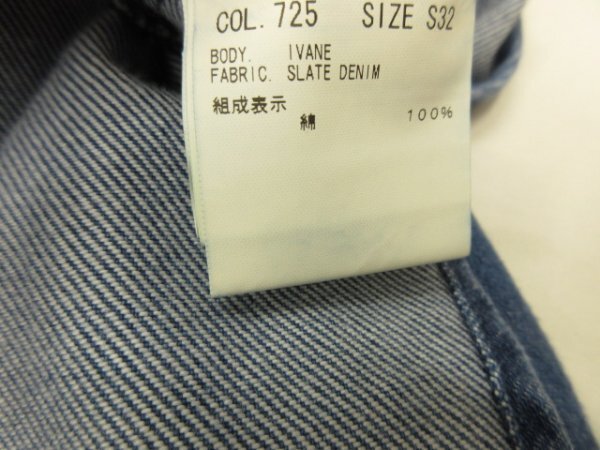 COL. 725 SIZE S32
BODY. IVANE
FABRIC. SLATE DENIM
組成表示
綿 100%